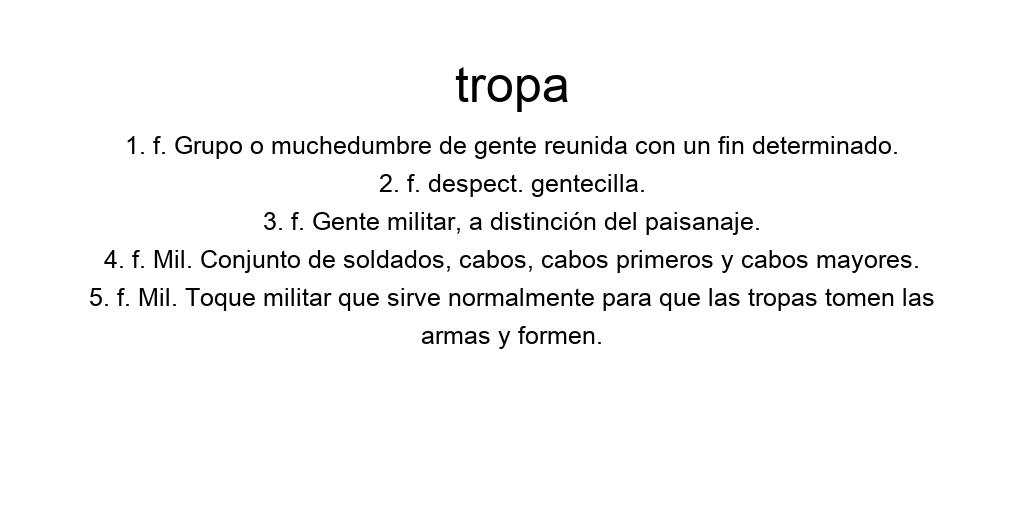 tropa
1. f. Grupo o muchedumbre de gente reunida con un fin determinado.
2. f. despect. gentecilla.
3. f. Gente militar, a distinción del paisanaje.
4. f. Mil. Conjunto de soldados, cabos, cabos primeros y cabos mayores.
5. f. Mil. Toque militar que sirve normalmente para que las tropas tomen las
armas y formen.